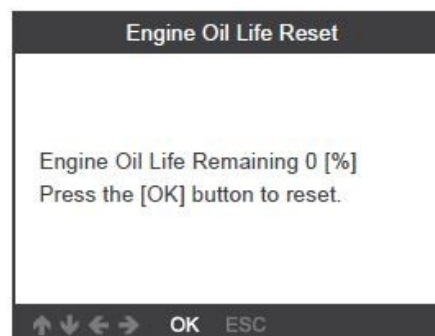 Engine Oil Life Reset
Engine Oil Life Remaining 0 [%]
Press the [OK] button to reset.
OK ESC